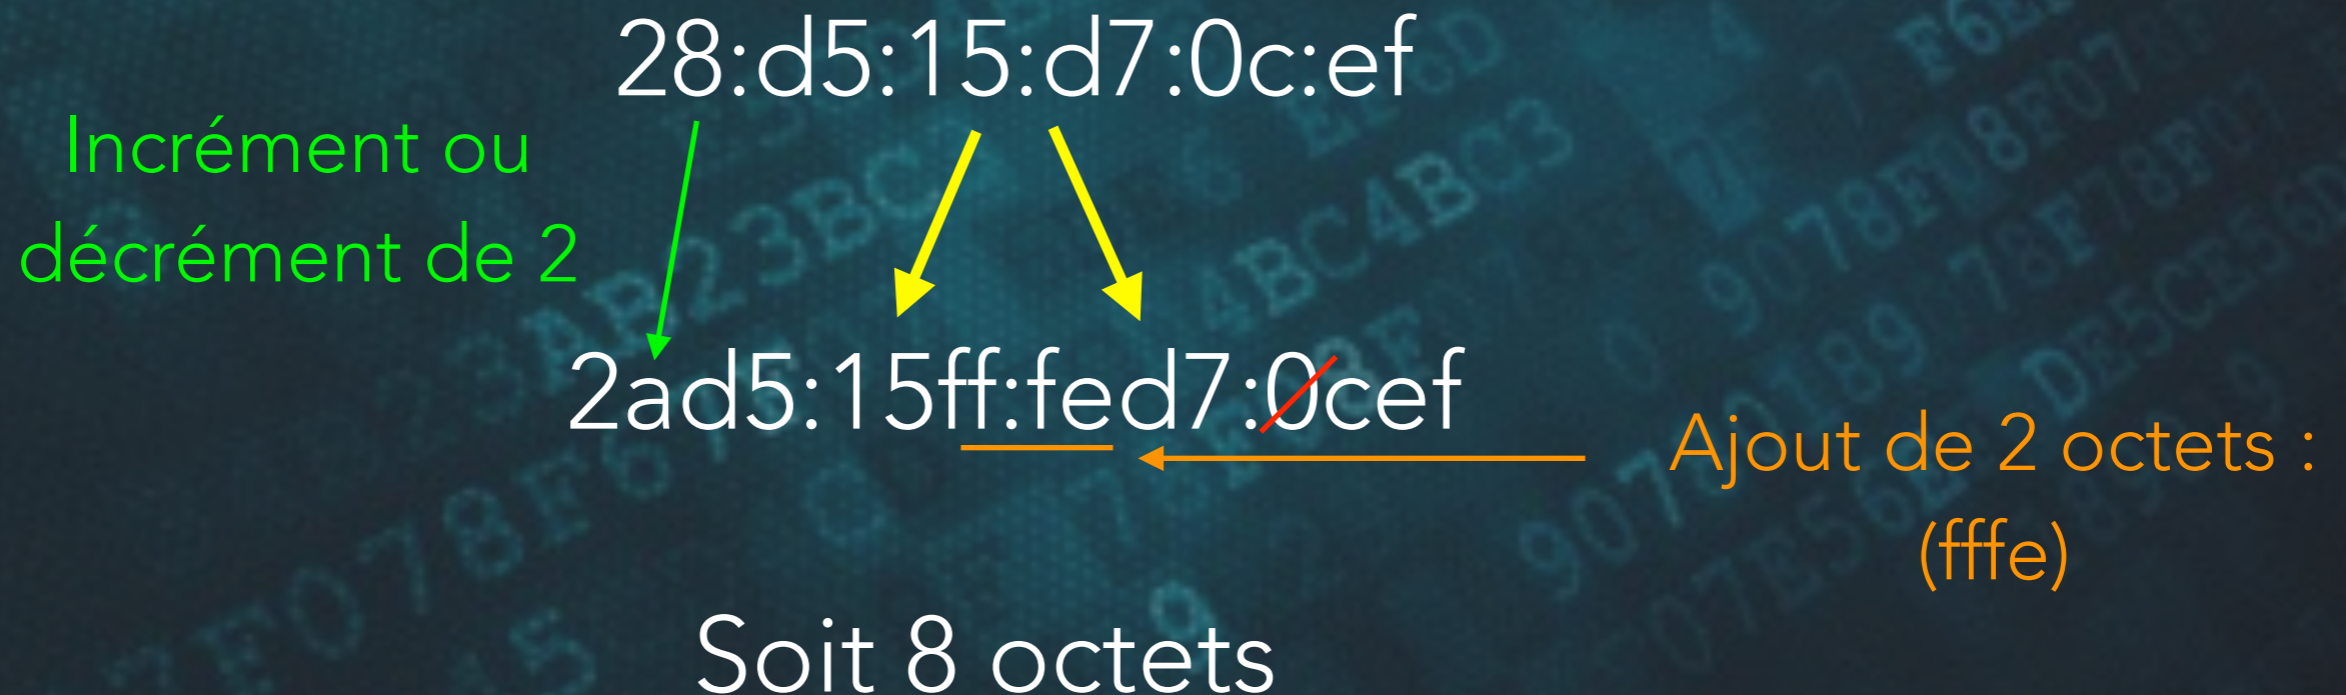 28:d5:15:d7:0c:ef
Incrément ou
décrément de 2
2ad5:15ff:fed7:0cef
Ajout de 2 octets :
(fffe)
Soit 8 octets